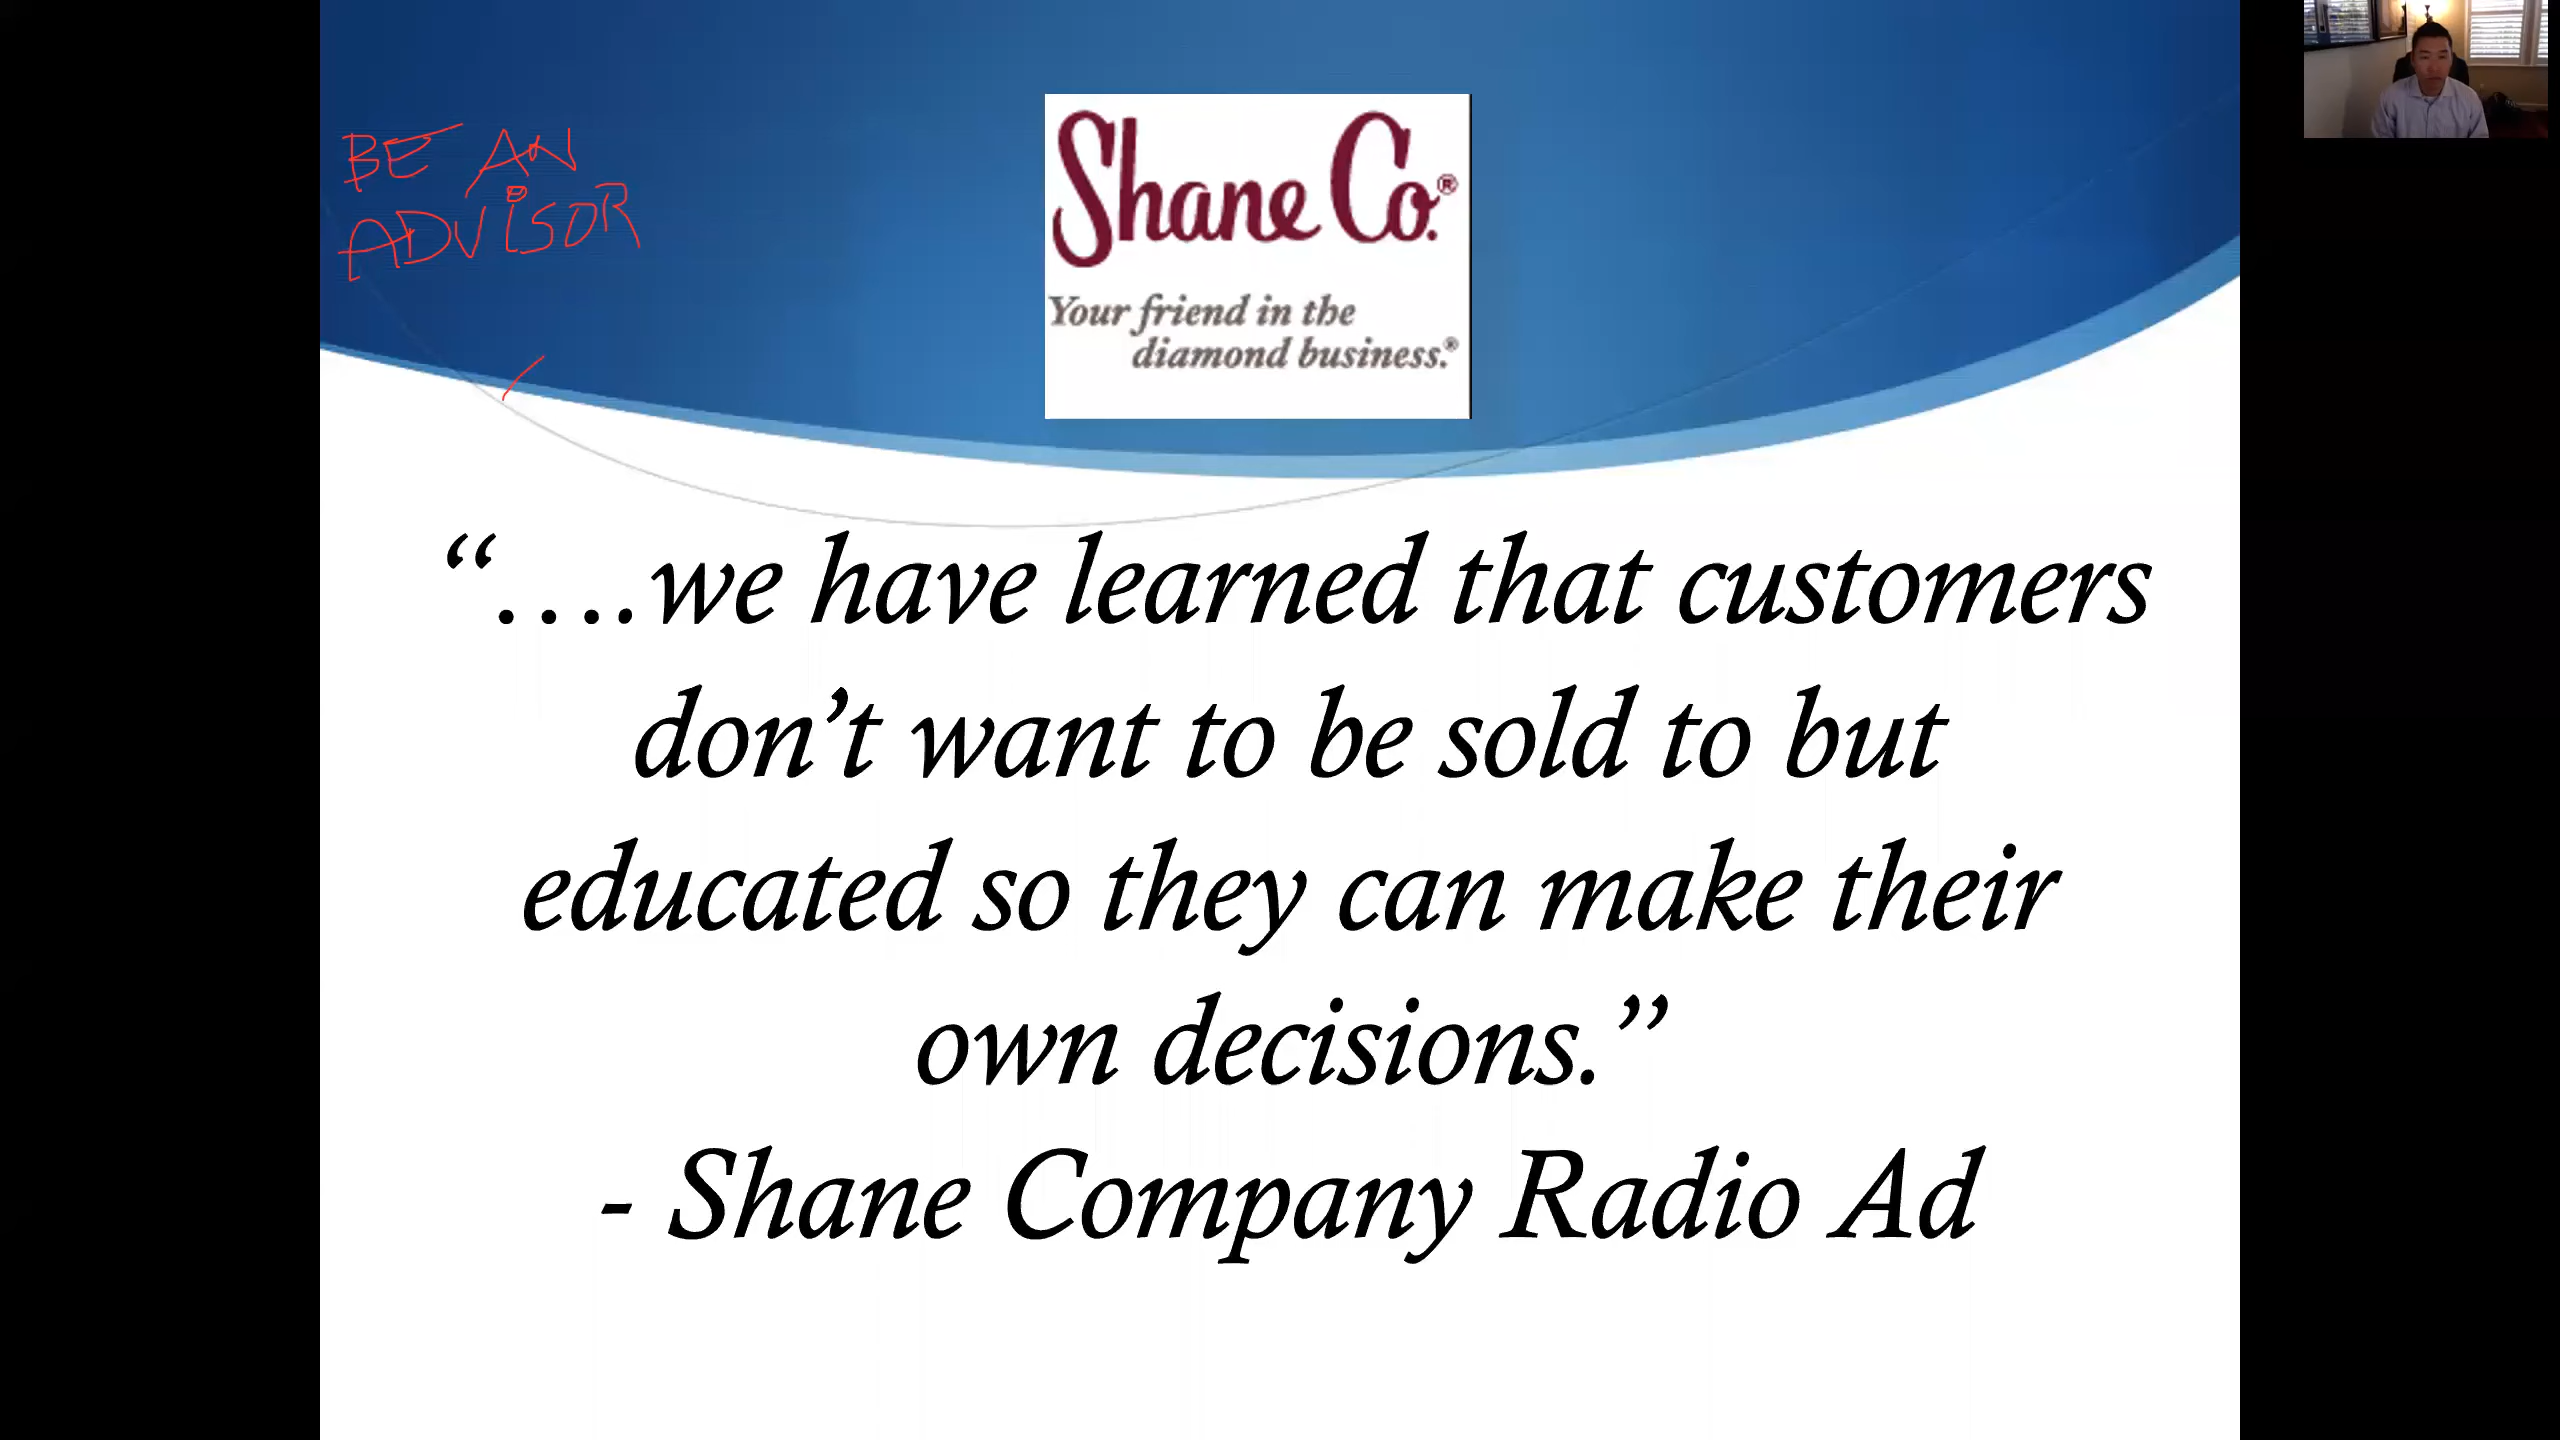 BE AN
ADVISOR
Shane Co.®
Your friend in the
diamond business.®
“….we have learned that customers
don’t want to be sold to but
educated so they can make their
own decisions.”
- Shane Company Radio Ad